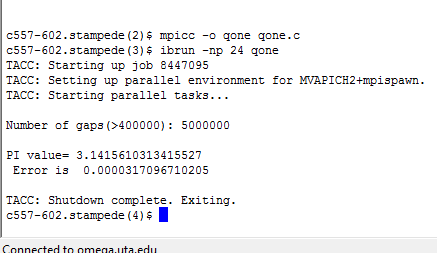 c557-602.stampede(2)$ mpicc -o qone qone.c
c557-602.stampede(3)$ ibrun -np 24 qone
TACC: Starting up job 8447095
TACC: Setting up parallel environment for MVAPICH2+mpispawn.
TACC: Starting parallel tasks...
Number of gaps(>400000): 5000000
PI value= 3.1415610313415527
Error is  0.0000317096710205
TACC: Shutdown complete. Exiting.
c557-602.stampede(4)$
Connected to omega.uta.edu